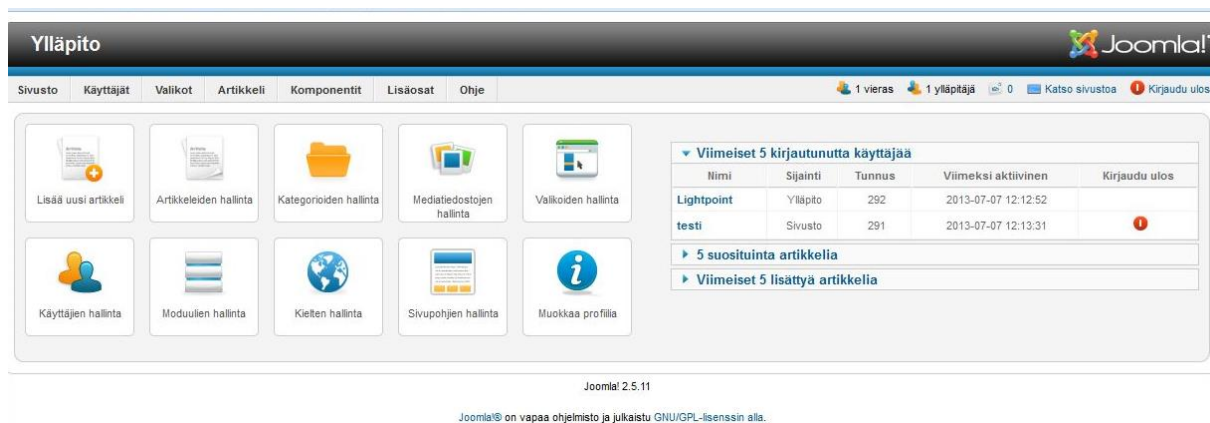 Ylläpito
Joomla!
Sivusto Käyttäjät Valikot Artikkeli Komponentit Lisäosat Ohje
1 vieras 1 ylläpitäjä 0 Katso sivustoa Kirjaudu ulos
Lisää uusi artikkeli
Artikkeleiden hallinta
Kategorioiden hallinta
Mediatiedostojen
hallinta
Valikoiden hallinta
Käyttäjien hallinta
Moduulien hallinta
Kielten hallinta
Sivupohjien hallinta
Muokkaa profiilia
Viimeiset 5 kirjautunutta käyttäjää
Nimi Sijainti Tunnus Viimeksi aktiivinen Kirjaudu ulos
Lightpoint Ylläpito 292 2013-07-07 12:12:52
testi Sivusto 291 2013-07-07 12:13:31
5 suosituinta artikkelia
Viimeiset 5 lisättyä artikkelia
Joomla! 2.5.11
Joomla!® on vapaa ohjelmisto ja julkaistu GNU/GPL-lisenssin alla.